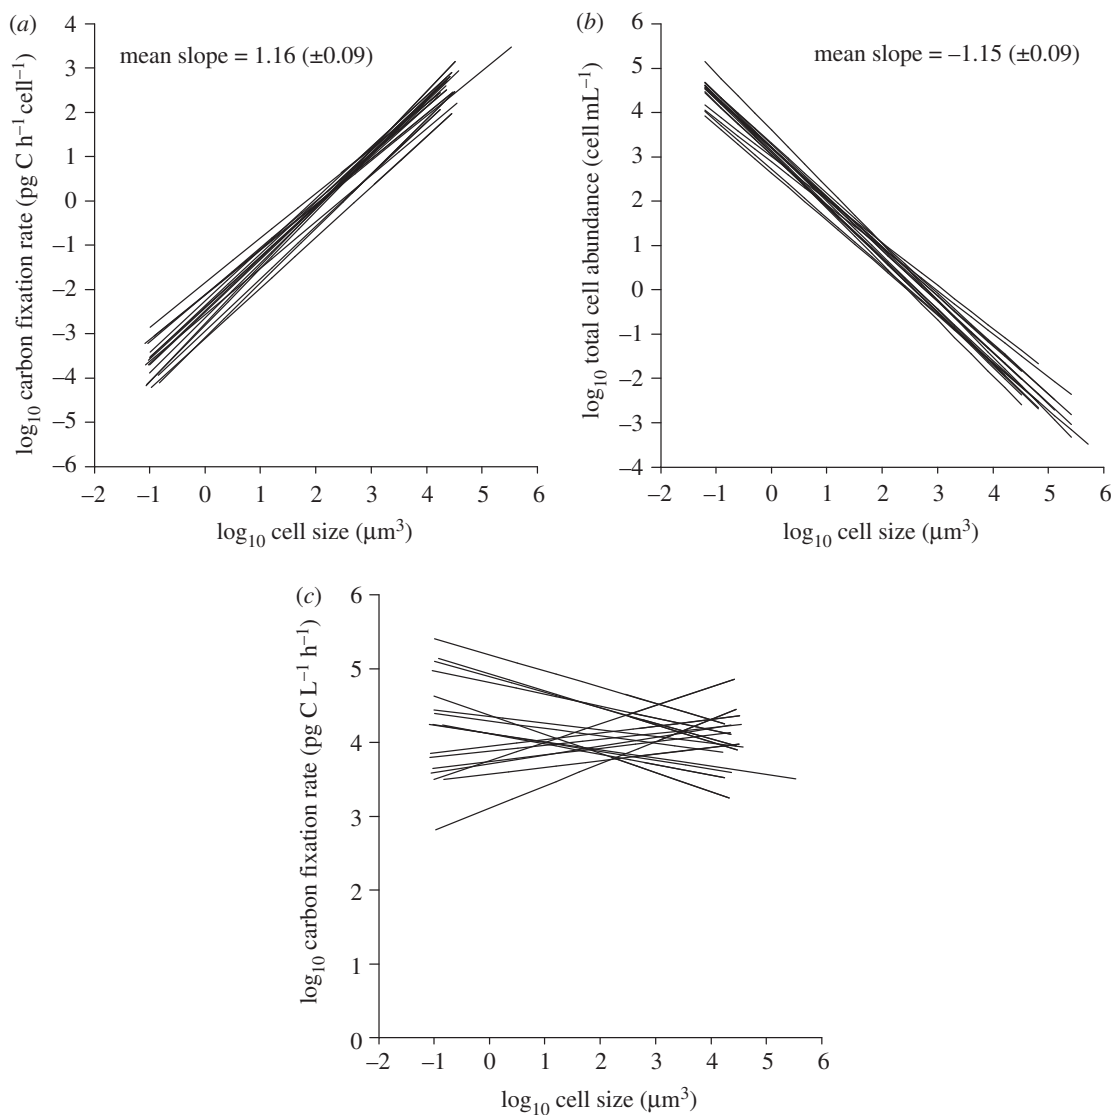 (a)
4
3
2
1
0
–1
–2
–3
–4
–5
–6
log10 carbon fixation rate (pg C h–1 cell–1)
mean slope = 1.16 (±0.09)
–2 –1 0 1 2 3 4 5 6
log10 cell size (µm3)
(b)
6
5
4
3
2
1
0
–1
–2
–3
–4
log10 total cell abundance (cell mL–1)
mean slope = –1.15 (±0.09)
–2 –1 0 1 2 3 4 5 6
log10 cell size (µm3)
(c)
6
5
4
3
2
1
0
log10 carbon fixation rate (pg C L–1 h–1)
–2 –1 0 1 2 3 4 5 6
log10 cell size (µm3)